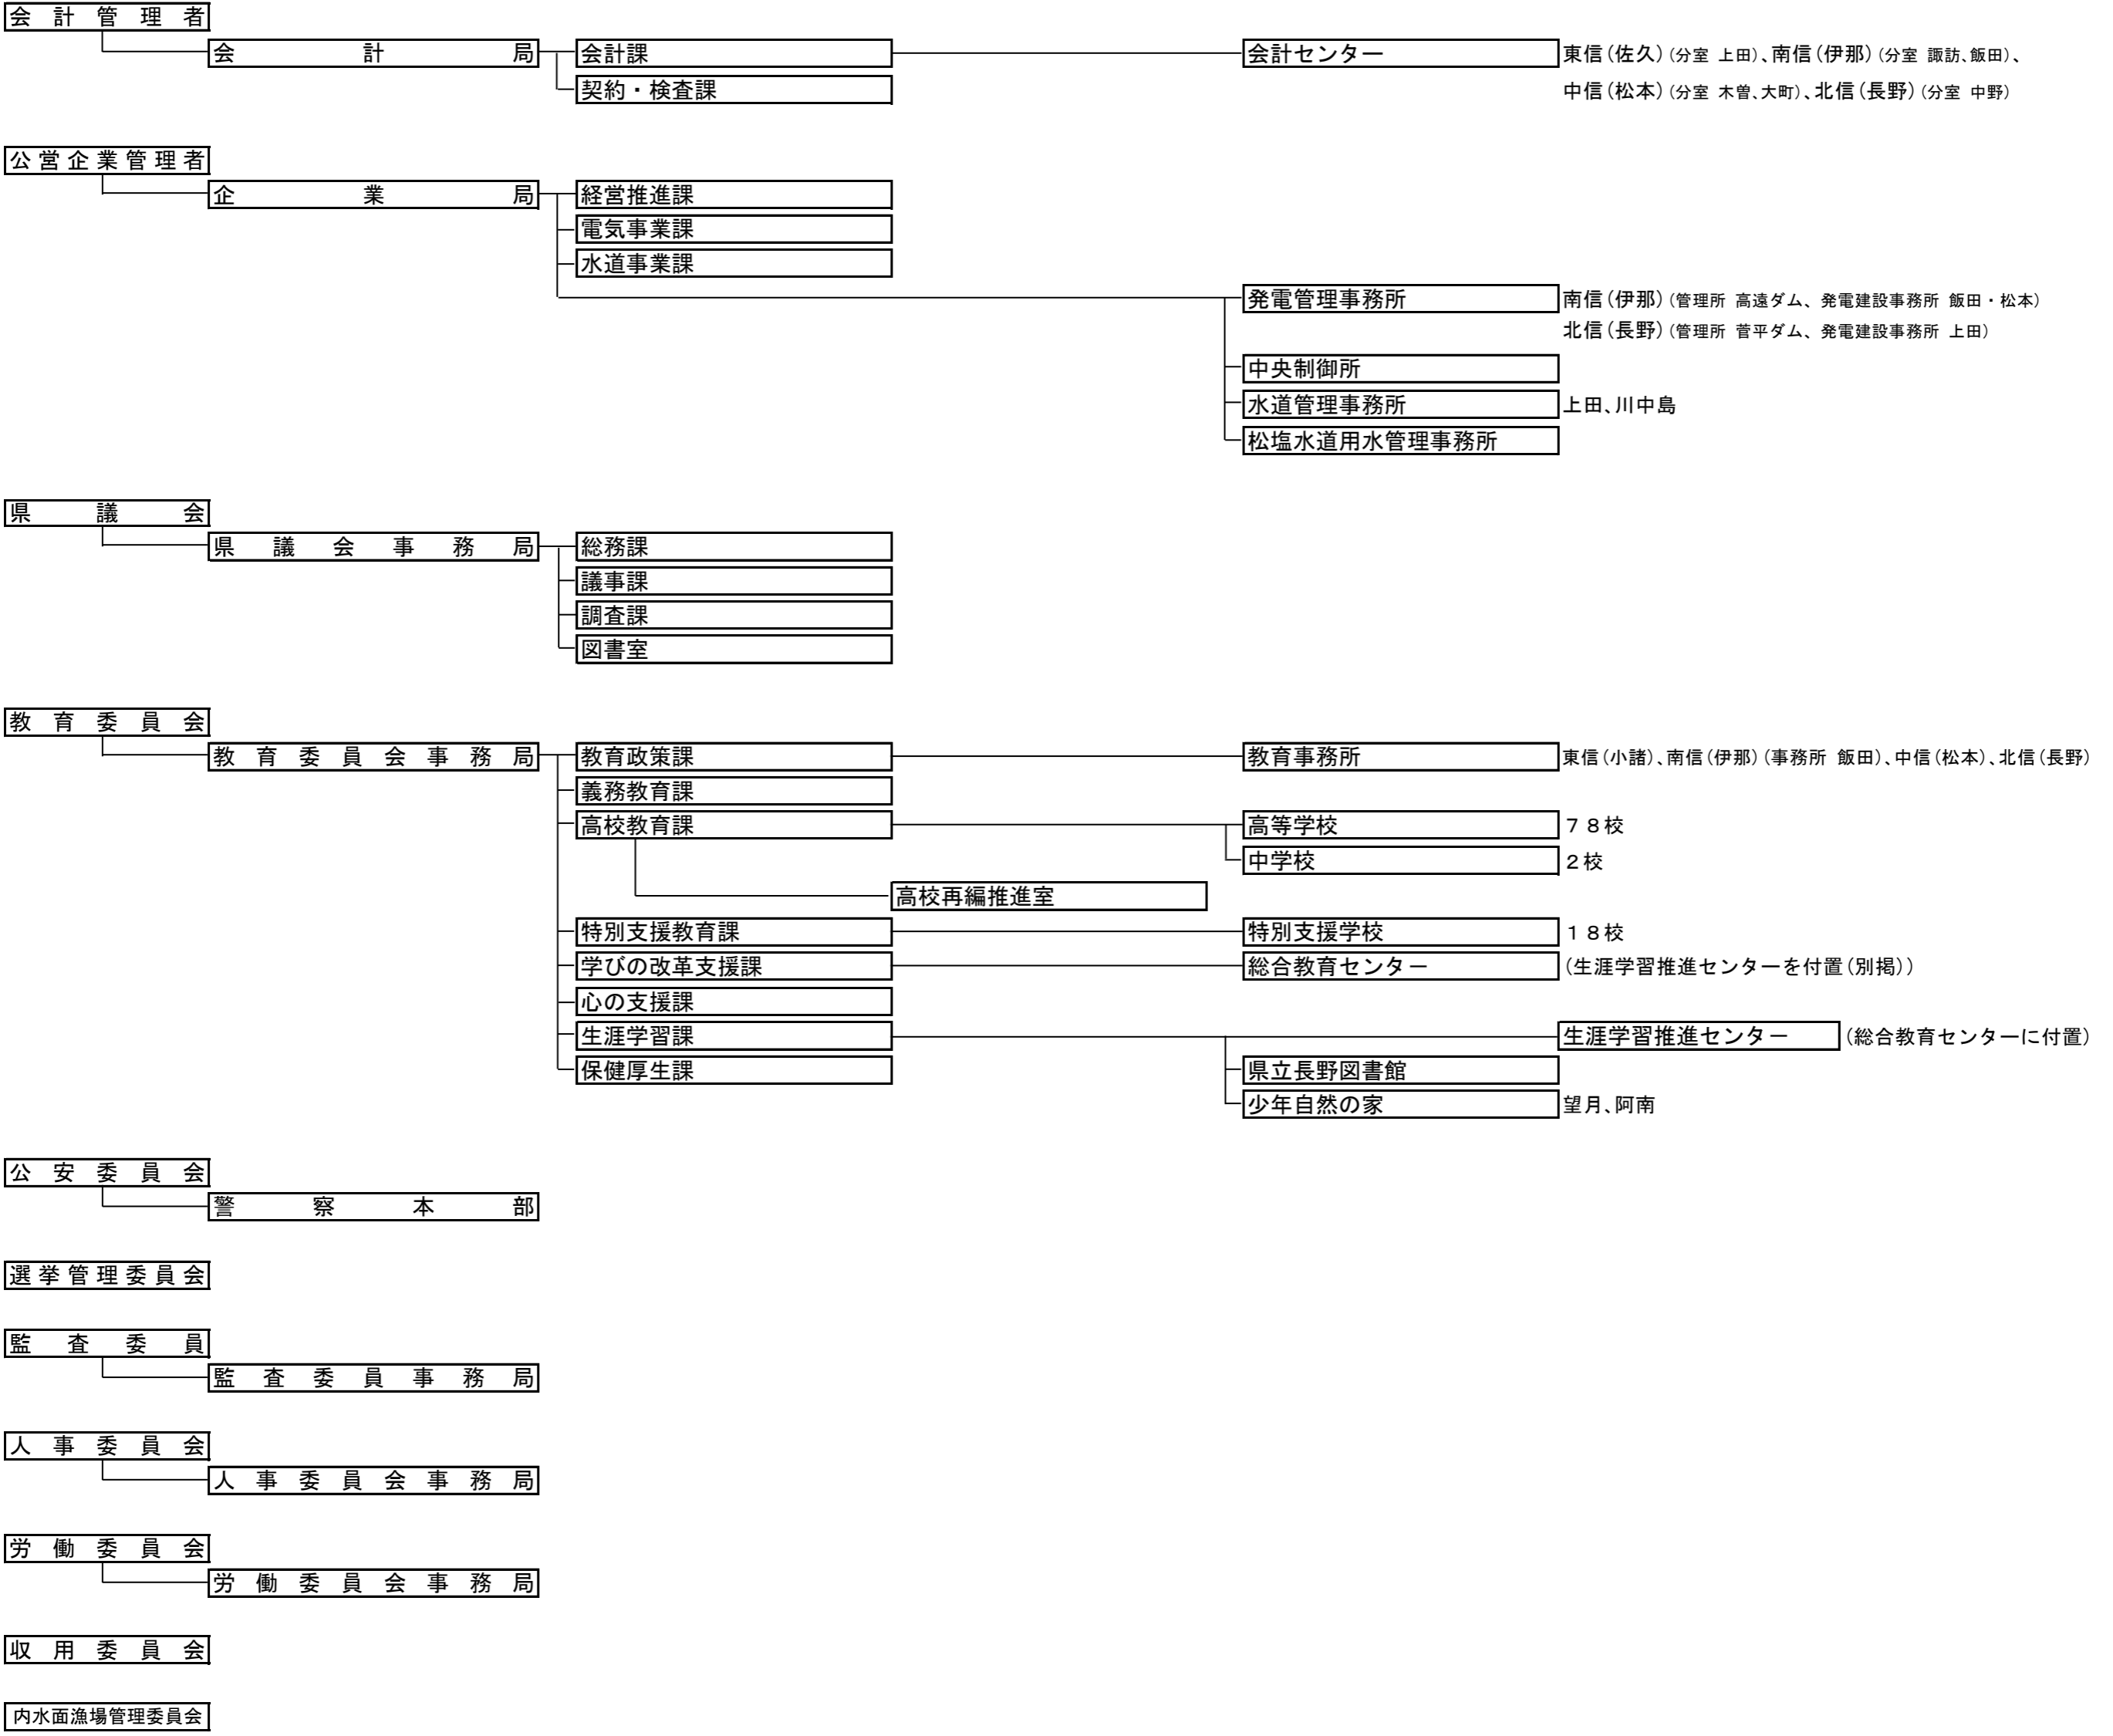 会計管理者
会計局 会計課 会計センター 東信（佐久）（分室 上田）、南信（伊那）（分室 諏訪、飯田）、
契約・検査課 中信（松本）（分室 木曽、大町）、北信（長野）（分室 中野）
公営企業管理者
企業局 経営推進課
電気事業課
水道事業課
発電管理事務所 南信（伊那）（管理所 高遠ダム、発電建設事務所 飯田・松本）
北信（長野）（管理所 菅平ダム、発電建設事務所 上田）
中央制御所
水道管理事務所 上田、川中島
松塩水道用水管理事務所
県議会
県議会事務局 総務課
議事課
調査課
図書室
教育委員会
教育委員会事務局 教育政策課 教育事務所 東信（小諸）、南信（伊那）（事務所 飯田）、中信（松本）、北信（長野）
義務教育課
高校教育課 高等学校 ７８校
中学校 ２校
高校再編推進室
特別支援教育課 特別支援学校 １８校
学びの改革支援課 総合教育センター （生涯学習推進センターを付置（別掲））
心の支援課
生涯学習課 生涯学習推進センター （総合教育センターに付置）
保健厚生課 県立長野図書館
少年自然の家 望月、阿南
公安委員会
警察本部
選挙管理委員会
監査委員
監査委員事務局
人事委員会
人事委員会事務局
労働委員会
労働委員会事務局
収用委員会
内水面漁場管理委員会